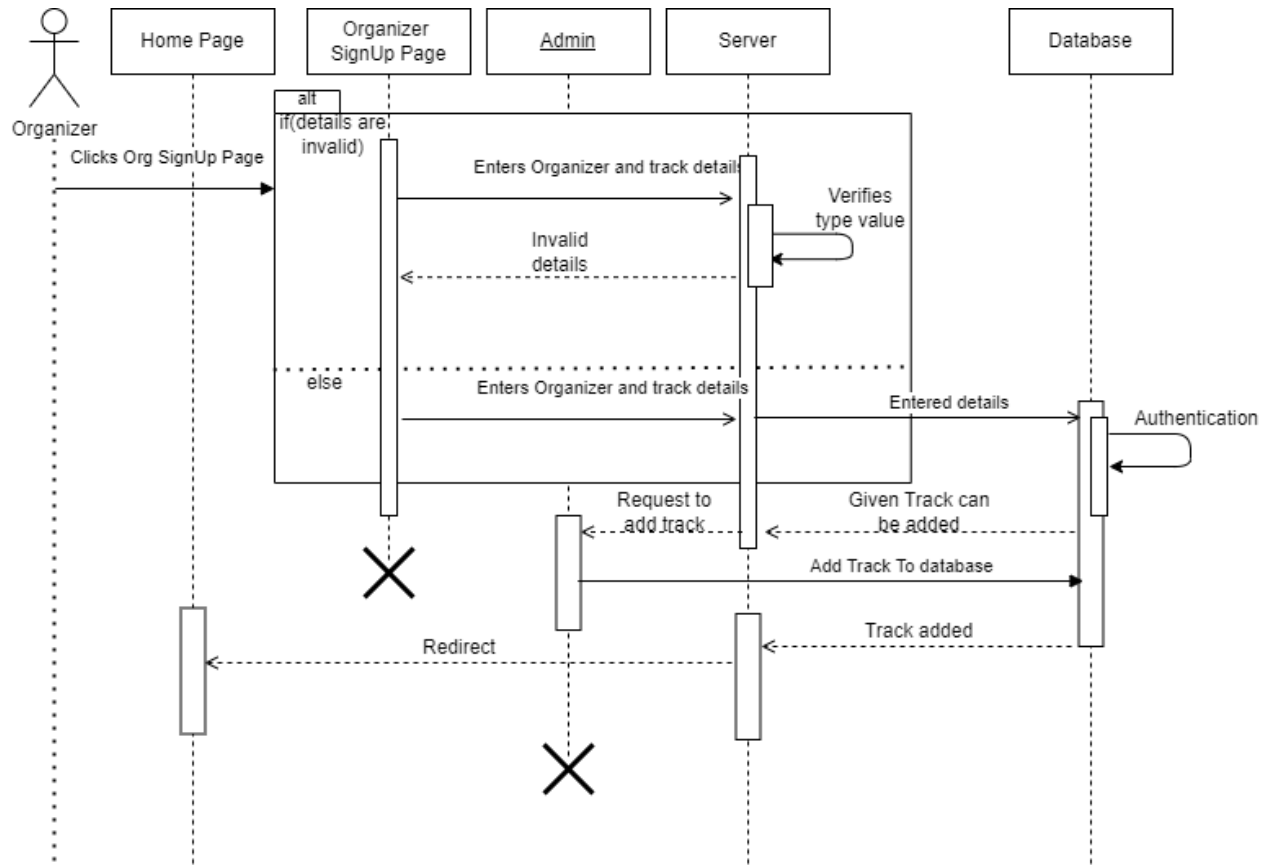 Home Page
Organizer
SignUp Page
Admin
Server
Database
Organizer
alt
if(details are
invalid)
Clicks Org SignUp Page
Enters Organizer and track details
Verifies
type value
Invalid
details
else
Enters Organizer and track details
Entered details
Authentication
Request to
add track
Given Track can
be added
Add Track To database
Track added
Redirect